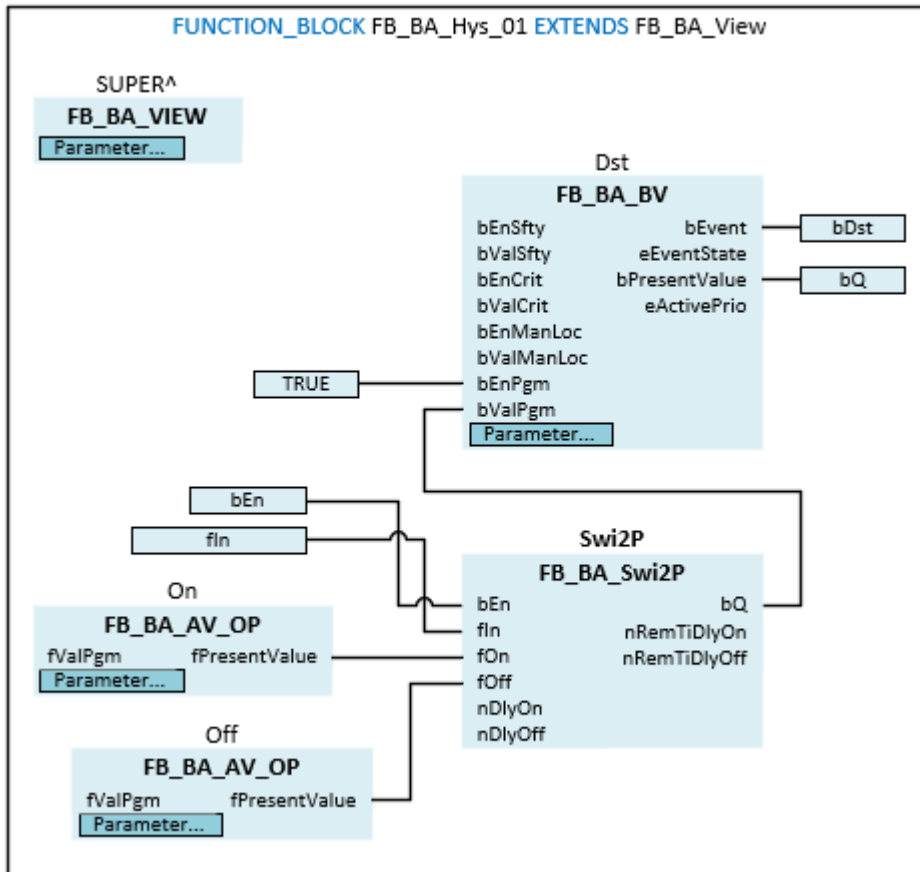 FUNCTION_BLOCK FB_BA_Hys_01 EXTENDS FB_BA_View
SUPER^
FB_BA_VIEW
Parameter...
Dst
FB_BA_BV
bEnSfty bEvent bDst
bValSfty eEventState
bEnCrit bPresentValue bQ
bValCrit eActivePrio
bEnManLoc
bValManLoc
TRUE bEnPgm
bValPgm
Parameter...
bEn
fIn
Swi2P
FB_BA_Swi2P
bEn bQ
fIn nRemTiDlyOn
fOn nRemTiDlyOff
fOff
nDlyOn
nDlyOff
On
FB_BA_AV_OP
fValPgm fPresentValue
Parameter...
Off
FB_BA_AV_OP
fValPgm fPresentValue
Parameter...